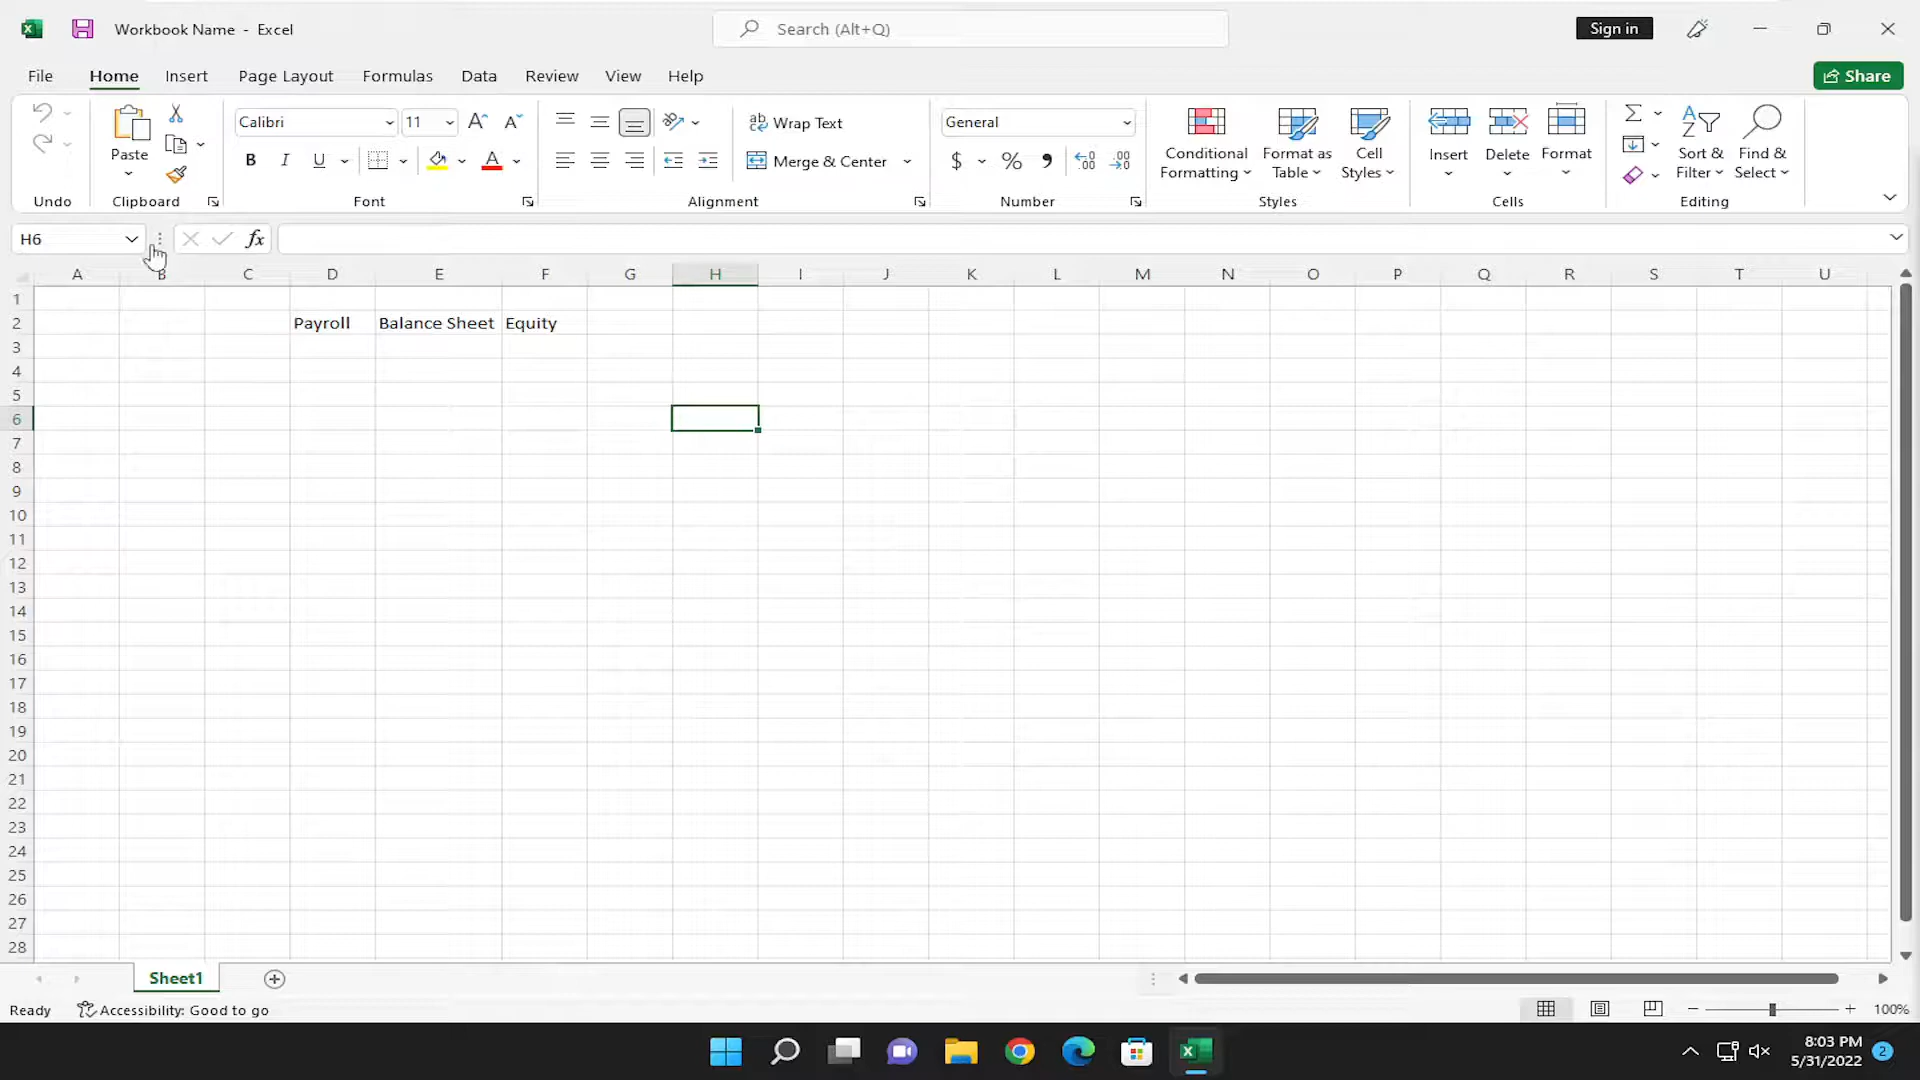 Workbook Name - Excel
Search (Alt+Q)
Sign in
File Home Insert Page Layout Formulas Data Review View Help
Share
Paste
Calibri 11
B I U A
ab Wrap Text
Merge & Center
General
$ % 9
Conditional Formatting
Format as Table
Cell Styles
Insert Delete Format
Sort & Filter
Find & Select
Undo Clipboard Font Alignment Number Styles Cells Editing
H6 fx
A B C D E F G H I J K L M N O P Q R S T U
1
2 Payroll Balance Sheet Equity
3
4
5
6
7
8
9
10
11
12
13
14
15
16
17
18
19
20
21
22
23
24
25
26
27
28
Sheet1
Ready Accessibility: Good to go 100%
8:03 PM
5/31/2022 2